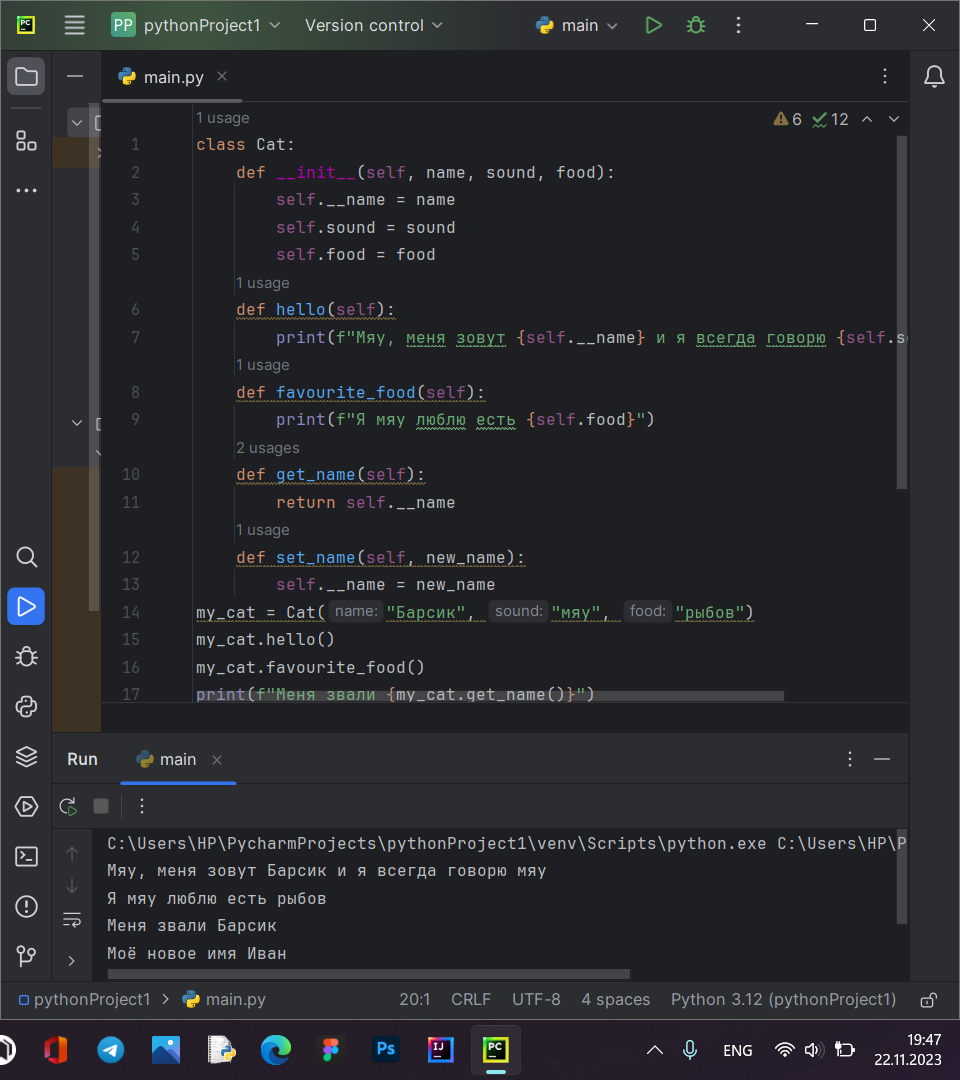 PC PP pythonProject1 Version control main
main.py
1 usage 6 12
1 class Cat:
2 def __init__(self, name, sound, food):
3 self.__name = name
4 self.sound = sound
5 self.food = food
1 usage
6 def hello(self):
7 print(f"Мяу, меня зовут {self.__name} и я всегда говорю {self.s
1 usage
8 def favourite_food(self):
9 print(f"Я мяу люблю есть {self.food}")
2 usages
10 def get_name(self):
11 return self.__name
1 usage
12 def set_name(self, new_name):
13 self.__name = new_name
14 my_cat = Cat( name: "Барсик", sound: "мяу", food: "рыбов")
15 my_cat.hello()
16 my_cat.favourite_food()
17 print(f"Меня звали {my_cat.get_name()}")
Run main
C:\Users\HP\PycharmProjects\pythonProject1\venv\Scripts\python.exe C:\Users\HP\P
Мяу, меня зовут Барсик и я всегда говорю мяу
Я мяу люблю есть рыбов
Меня звали Барсик
Моё новое имя Иван
pythonProject1 main.py 20:1 CRLF UTF-8 4 spaces Python 3.12 (pythonProject1)
Ps IJ PC ENG 19:47
22.11.2023